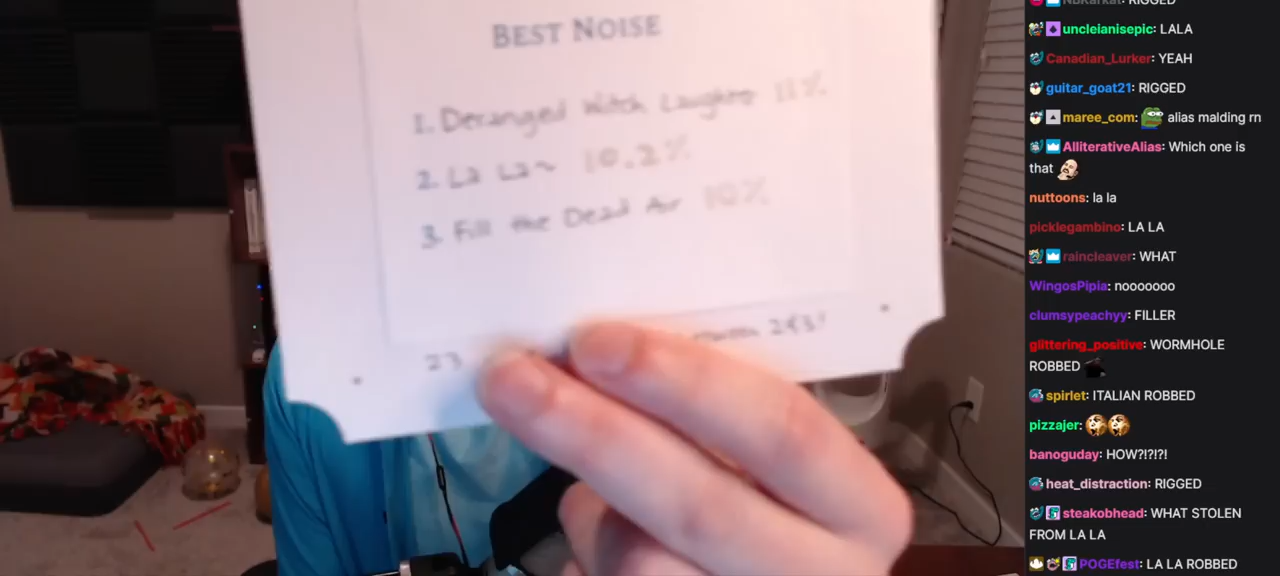 BEST NOISE
1. Deranged Witch Laughter 11%
2. La La~ 10.2%
3. Fill the Dead Air 10%
23
NBKarkat: RIGGED
uncleianisepic: LALA
Canadian_Lurker: YEAH
guitar_goat21: RIGGED
maree_com: alias malding rn
AlliterativeAlias: Which one is
that
nuttoons: la la
picklegambino: LA LA
raincleaver: WHAT
WingosPipia: nooooooo
clumsypeachyy: FILLER
glittering_positive: WORMHOLE
ROBBED
spirlet: ITALIAN ROBBED
pizzajer:
banoguday: HOW?!?!?!
heat_distraction: RIGGED
steakobhead: WHAT STOLEN
FROM LA LA
POGEfest: LA LA ROBBED